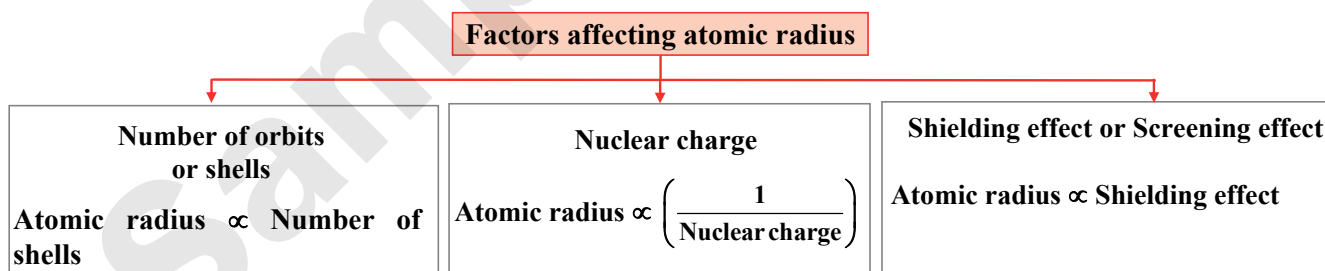 Factors affecting atomic radius
Number of orbits
or shells
Atomic radius ∝ Number of
shells
Nuclear charge
Atomic radius ∝ (1/Nuclear charge)
Shielding effect or Screening effect
Atomic radius ∝ Shielding effect
Samp